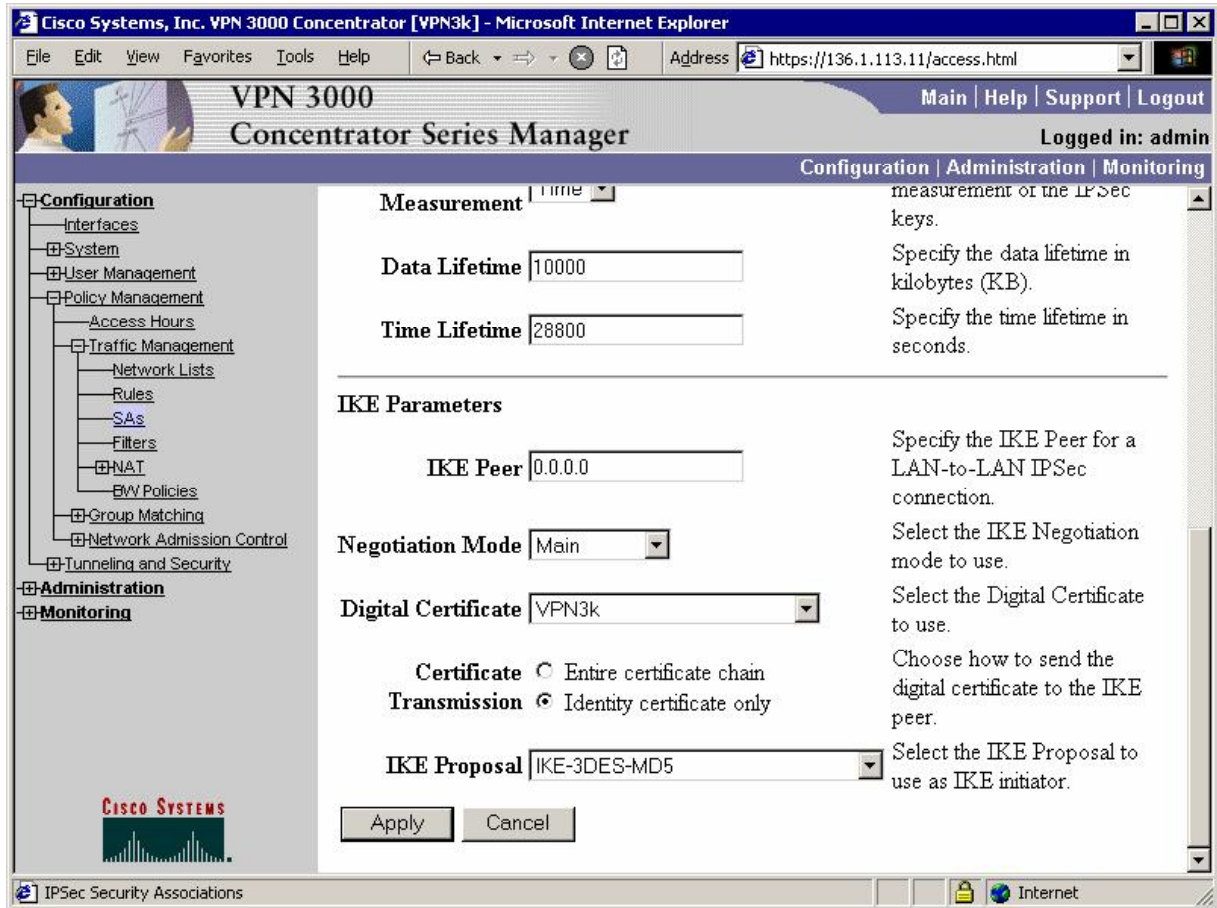 Cisco Systems, Inc. VPN 3000 Concentrator [VPN3k] - Microsoft Internet Explorer
File Edit View Favorites Tools Help Back Address https://136.1.113.11/access.html
VPN 3000
Concentrator Series Manager
Main | Help | Support | Logout
Logged in: admin
Configuration | Administration | Monitoring
Configuration
Interfaces
System
User Management
Policy Management
Access Hours
Traffic Management
Network Lists
Rules
SAs
Filters
NAT
BW Policies
Group Matching
Network Admission Control
Tunneling and Security
Administration
Monitoring
CISCO SYSTEMS
Measurement Time
measurement of the IPSec
keys.
Data Lifetime 10000
Specify the data lifetime in
kilobytes (KB).
Time Lifetime 28800
Specify the time lifetime in
seconds.
IKE Parameters
IKE Peer 0.0.0.0
Specify the IKE Peer for a
LAN-to-LAN IPSec
connection.
Negotiation Mode Main
Select the IKE Negotiation
mode to use.
Digital Certificate VPN3k
Select the Digital Certificate
to use.
Certificate
Transmission
Entire certificate chain
Identity certificate only
Choose how to send the
digital certificate to the IKE
peer.
IKE Proposal IKE-3DES-MD5
Select the IKE Proposal to
use as IKE initiator.
Apply Cancel
IPSec Security Associations
Internet